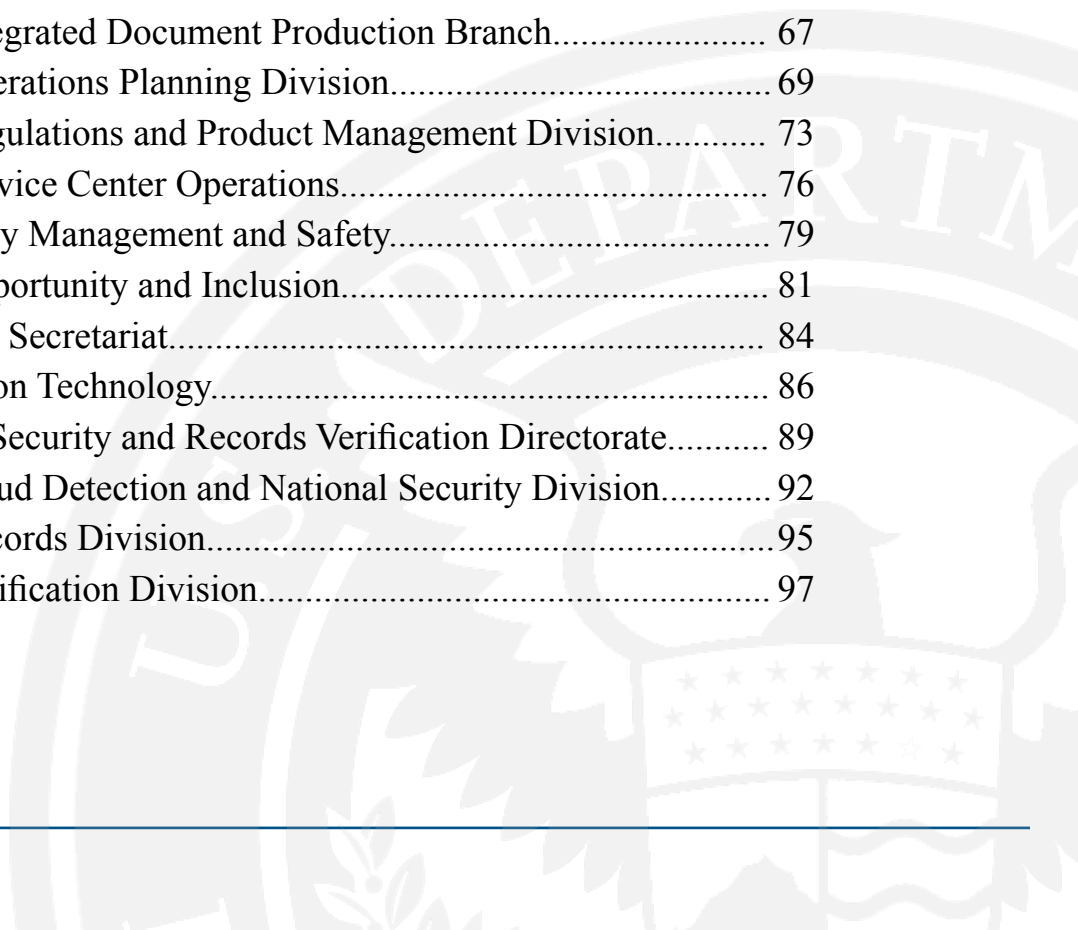 egrated Document Production Branch....................... 67
erations Planning Division......................................... 69
gulations and Product Management Division............ 73
vice Center Operations.............................................. 76
y Management and Safety......................................... 79
portunity and Inclusion.............................................. 81
Secretariat................................................................ 84
on Technology........................................................... 86
Security and Records Verification Directorate........... 89
ud Detection and National Security Division............ 92
cords Division............................................................. 95
ification Division....................................................... 97
U.S. DEPARTM